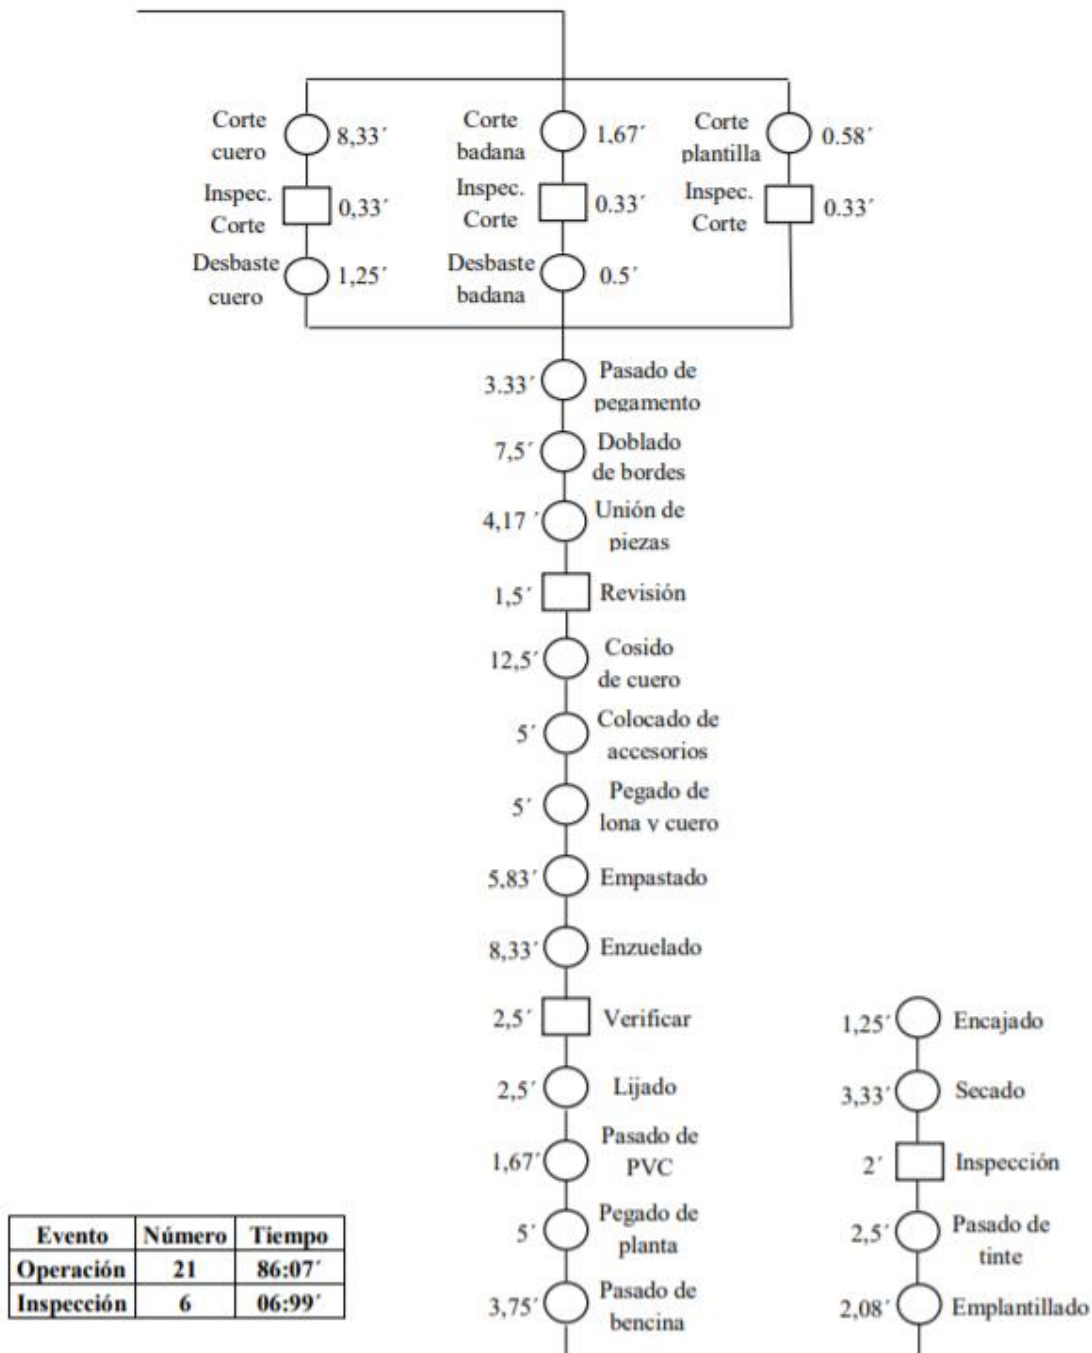 Corte
cuero
8,33´
Inspec.
Corte
0,33´
Desbaste
cuero
1,25´
Corte
badana
1,67´
Inspec.
Corte
0.33´
Desbaste
badana
0.5´
Corte
plantilla
0.58´
Inspec.
Corte
0.33´
3.33´
Pasado de
pegamento
7,5´
Doblado
de bordes
4,17 ´
Unión de
piezas
1,5´
Revisión
12,5´
Cosido
de cuero
5´
Colocado de
accesorios
5´
Pegado de
lona y cuero
5,83´
Empastado
8,33´
Enzuelado
2,5´
Verificar
2,5´
Lijado
1,67´
Pasado de
PVC
5´
Pegado de
planta
3,75´
Pasado de
bencina
1,25´
Encajado
3,33´
Secado
2´
Inspección
2,5´
Pasado de
tinte
2,08´
Emplantillado
Evento Número Tiempo
Operación 21 86:07´
Inspección 6 06:99´